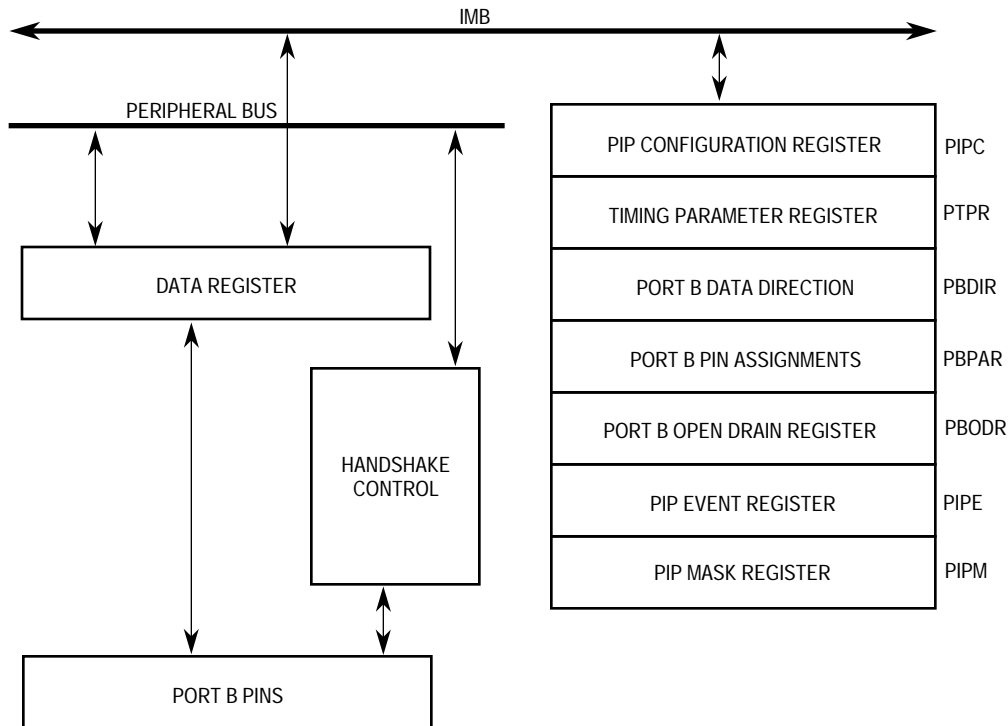 IMB
PERIPHERAL BUS
DATA REGISTER
HANDSHAKE
CONTROL
PORT B PINS
PIP CONFIGURATION REGISTER PIPC
TIMING PARAMETER REGISTER PTPR
PORT B DATA DIRECTION PBDIR
PORT B PIN ASSIGNMENTS PBPAR
PORT B OPEN DRAIN REGISTER PBODR
PIP EVENT REGISTER PIPE
PIP MASK REGISTER PIPM